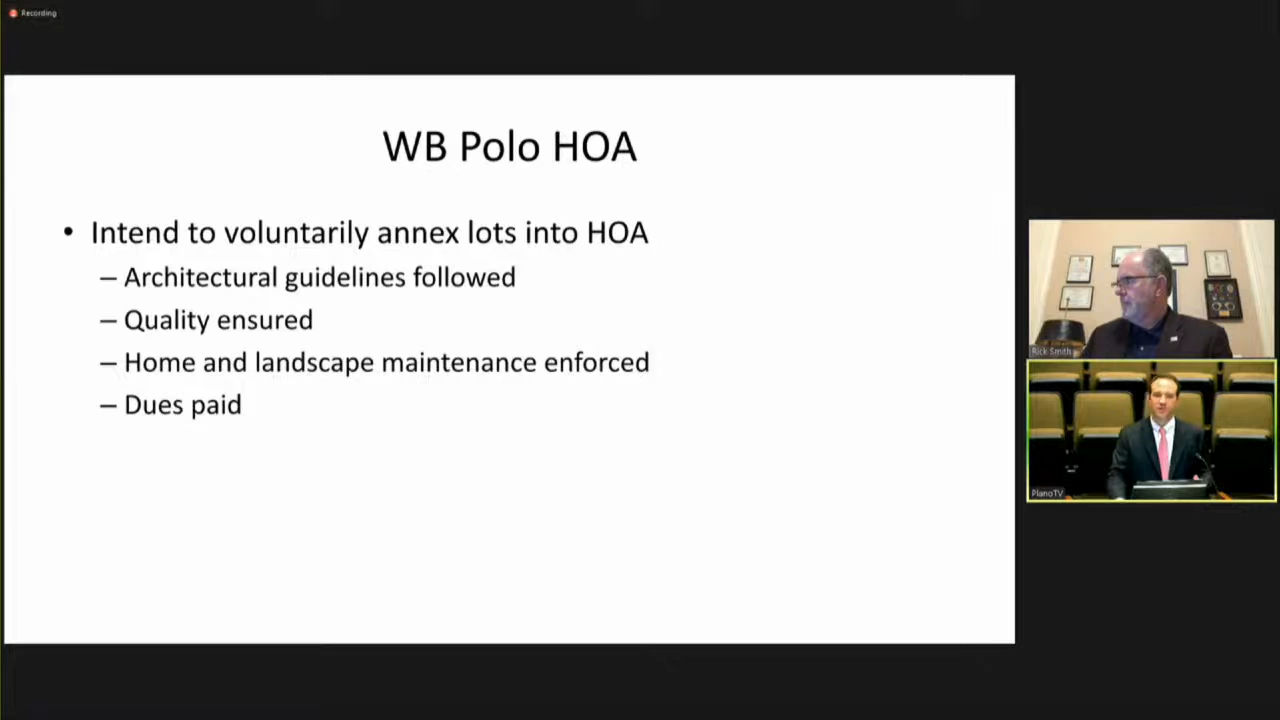 Recording
WB Polo HOA
• Intend to voluntarily annex lots into HOA
– Architectural guidelines followed
– Quality ensured
– Home and landscape maintenance enforced
– Dues paid
Rick Smith
PlanoTV